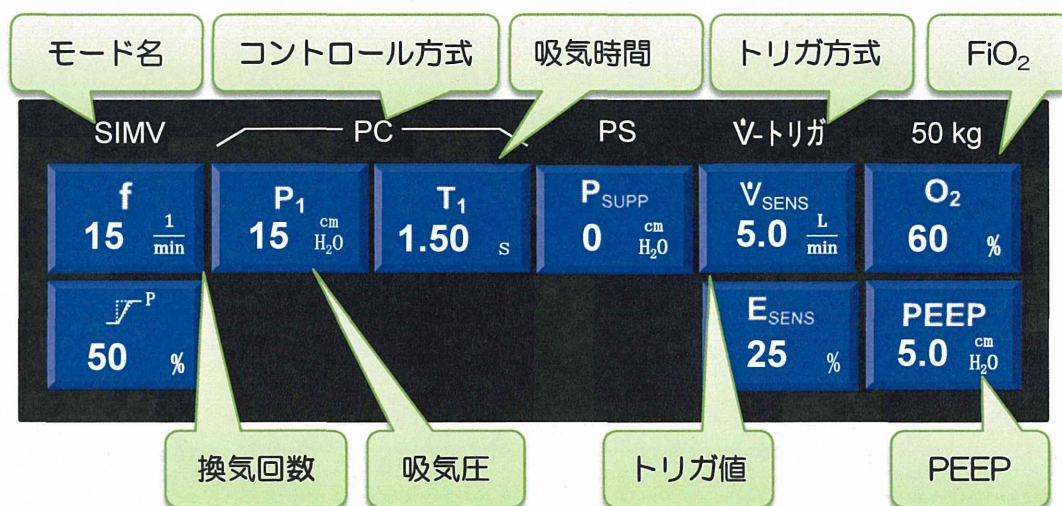 モード名 コントロール方式 吸気時間 トリガ方式 FiO₂
SIMV PC PS V̇-トリガ 50 kg
f P₁ T₁ P_SUPP V̇_SENS O₂
15 1/min 15 cm H₂O 1.50 s 0 cm H₂O 5.0 L/min 60 %
P E_SENS PEEP
50 % 25 % 5.0 cm H₂O
換気回数 吸気圧 トリガ値 PEEP